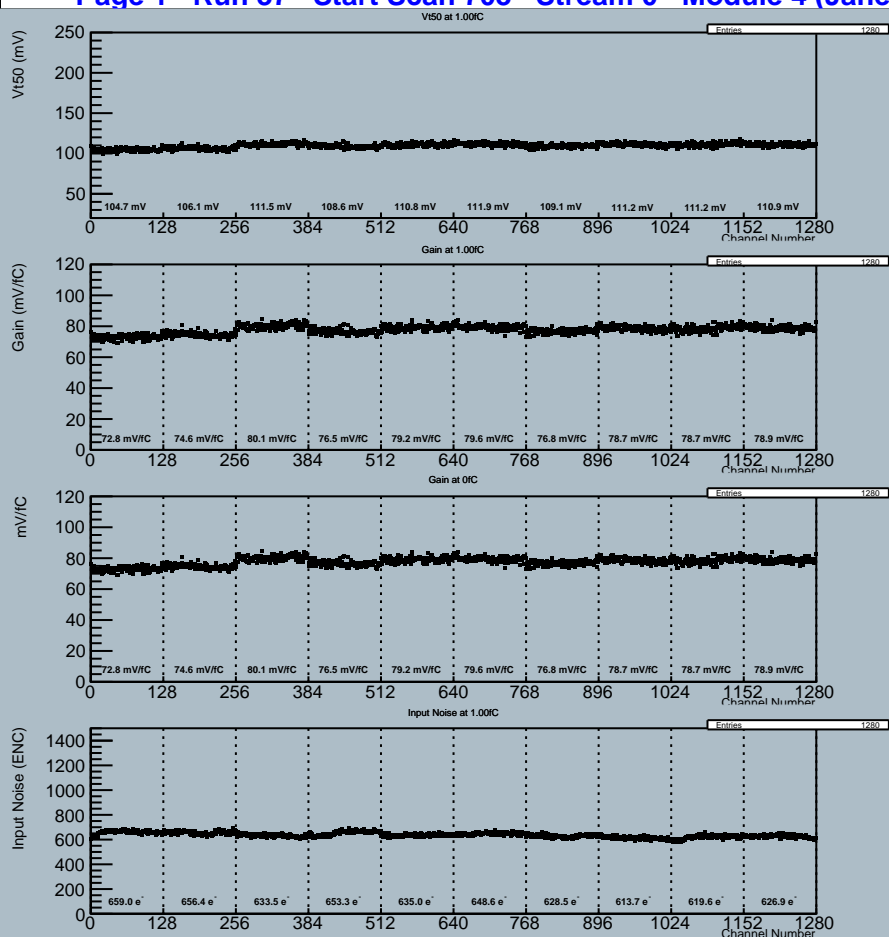 Page 1 - Run 87 - Start Scan
Stream 0 - Module 4
Vt50 at 1.00fC
Entries 1280
Vt50 (mV)
250
200
150
100
50
104.7 mV 106.1 mV 111.5 mV 108.6 mV 110.8 mV 111.9 mV 109.1 mV 111.2 mV 111.2 mV 110.9 mV
0 128 256 384 512 640 768 896 1024 1152 1280
Channel Number
Gain at 1.00fC
Entries 1280
Gain (mV/fC)
120
100
80
60
40
20
0
72.8 mV/fC 74.6 mV/fC 80.1 mV/fC 76.5 mV/fC 79.2 mV/fC 79.6 mV/fC 76.8 mV/fC 78.7 mV/fC 78.7 mV/fC 78.9 mV/fC
0 128 256 384 512 640 768 896 1024 1152 1280
Channel Number
Gain at 0fC
Entries 1280
mV/fC
120
100
80
60
40
20
0
72.8 mV/fC 74.6 mV/fC 80.1 mV/fC 76.5 mV/fC 79.2 mV/fC 79.6 mV/fC 76.8 mV/fC 78.7 mV/fC 78.7 mV/fC 78.9 mV/fC
0 128 256 384 512 640 768 896 1024 1152 1280
Channel Number
Input Noise at 1.00fC
Entries 1280
Input Noise (ENC)
1400
1200
1000
800
600
400
200
0
659.0 e⁻ 656.4 e⁻ 633.5 e⁻ 653.3 e⁻ 635.0 e⁻ 648.6 e⁻ 628.5 e⁻ 613.7 e⁻ 619.6 e⁻ 626.9 e⁻
0 128 256 384 512 640 768 896 1024 1152 1280
Channel Number